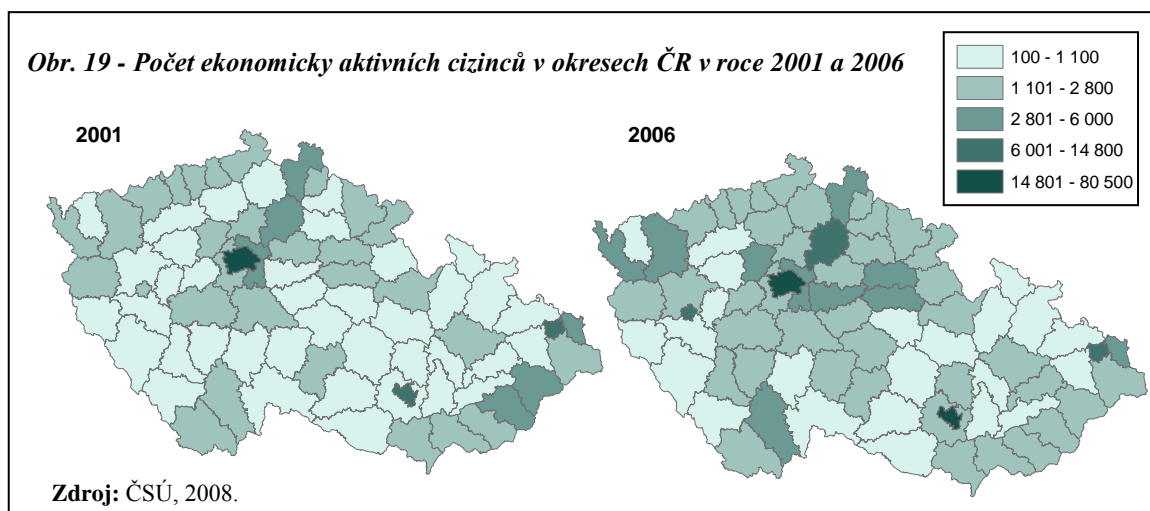 Obr. 19 - Počet ekonomicky aktivních cizinců v okresech ČR v roce 2001 a 2006
100 - 1 100
1 101 - 2 800
2 801 - 6 000
6 001 - 14 800
14 801 - 80 500
2001
2006
Zdroj: ČSÚ, 2008.